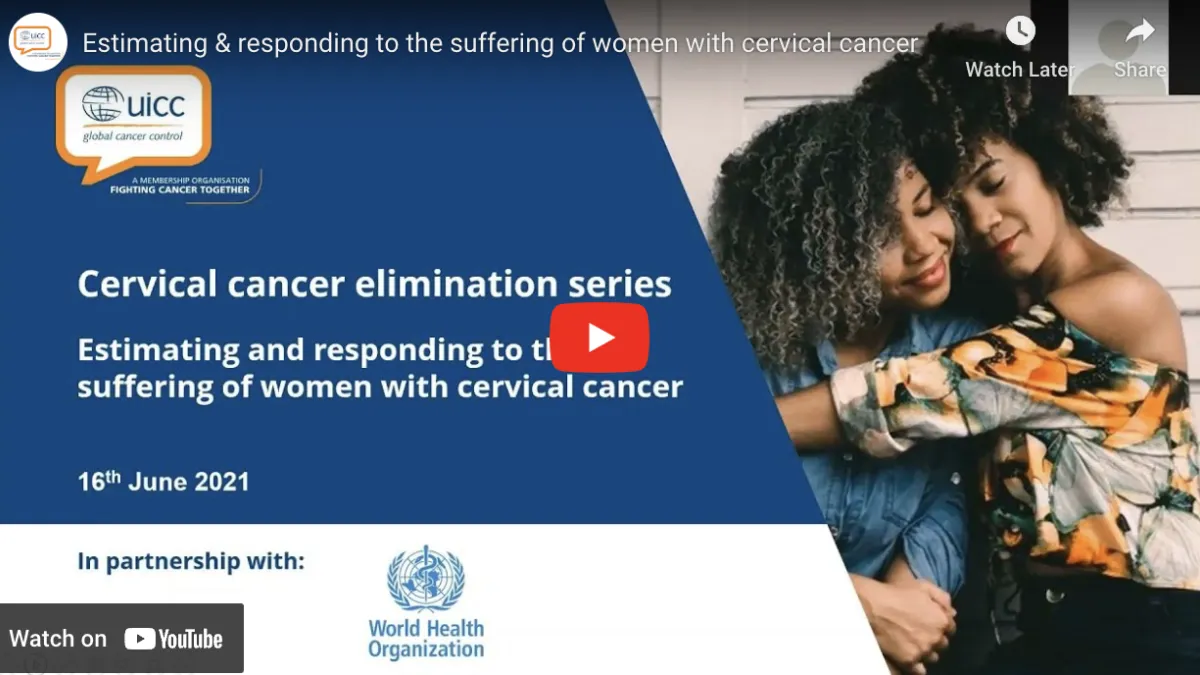 uicc
Estimating & responding to the suffering of women with cervical cancer
Watch Later
Share
uicc
global cancer control
A MEMBERSHIP ORGANISATION
FIGHTING CANCER TOGETHER
Cervical cancer elimination series
Estimating and responding to
suffering of women with cervical cancer
16th June 2021
In partnership with:
World Health
Organization
Watch on YouTube